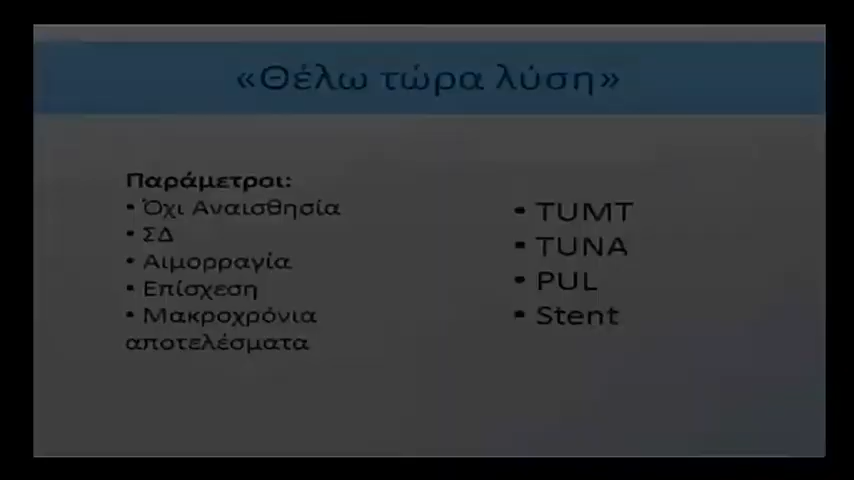 «Θέλω τώρα λύση»
Παράμετροι:
• Όχι Αναισθησία
• ΣΔ
• Αιμορραγία
• Επίσχεση
• Μακροχρόνια
αποτελέσματα
• TUMT
• TUNA
• PUL
• Stent